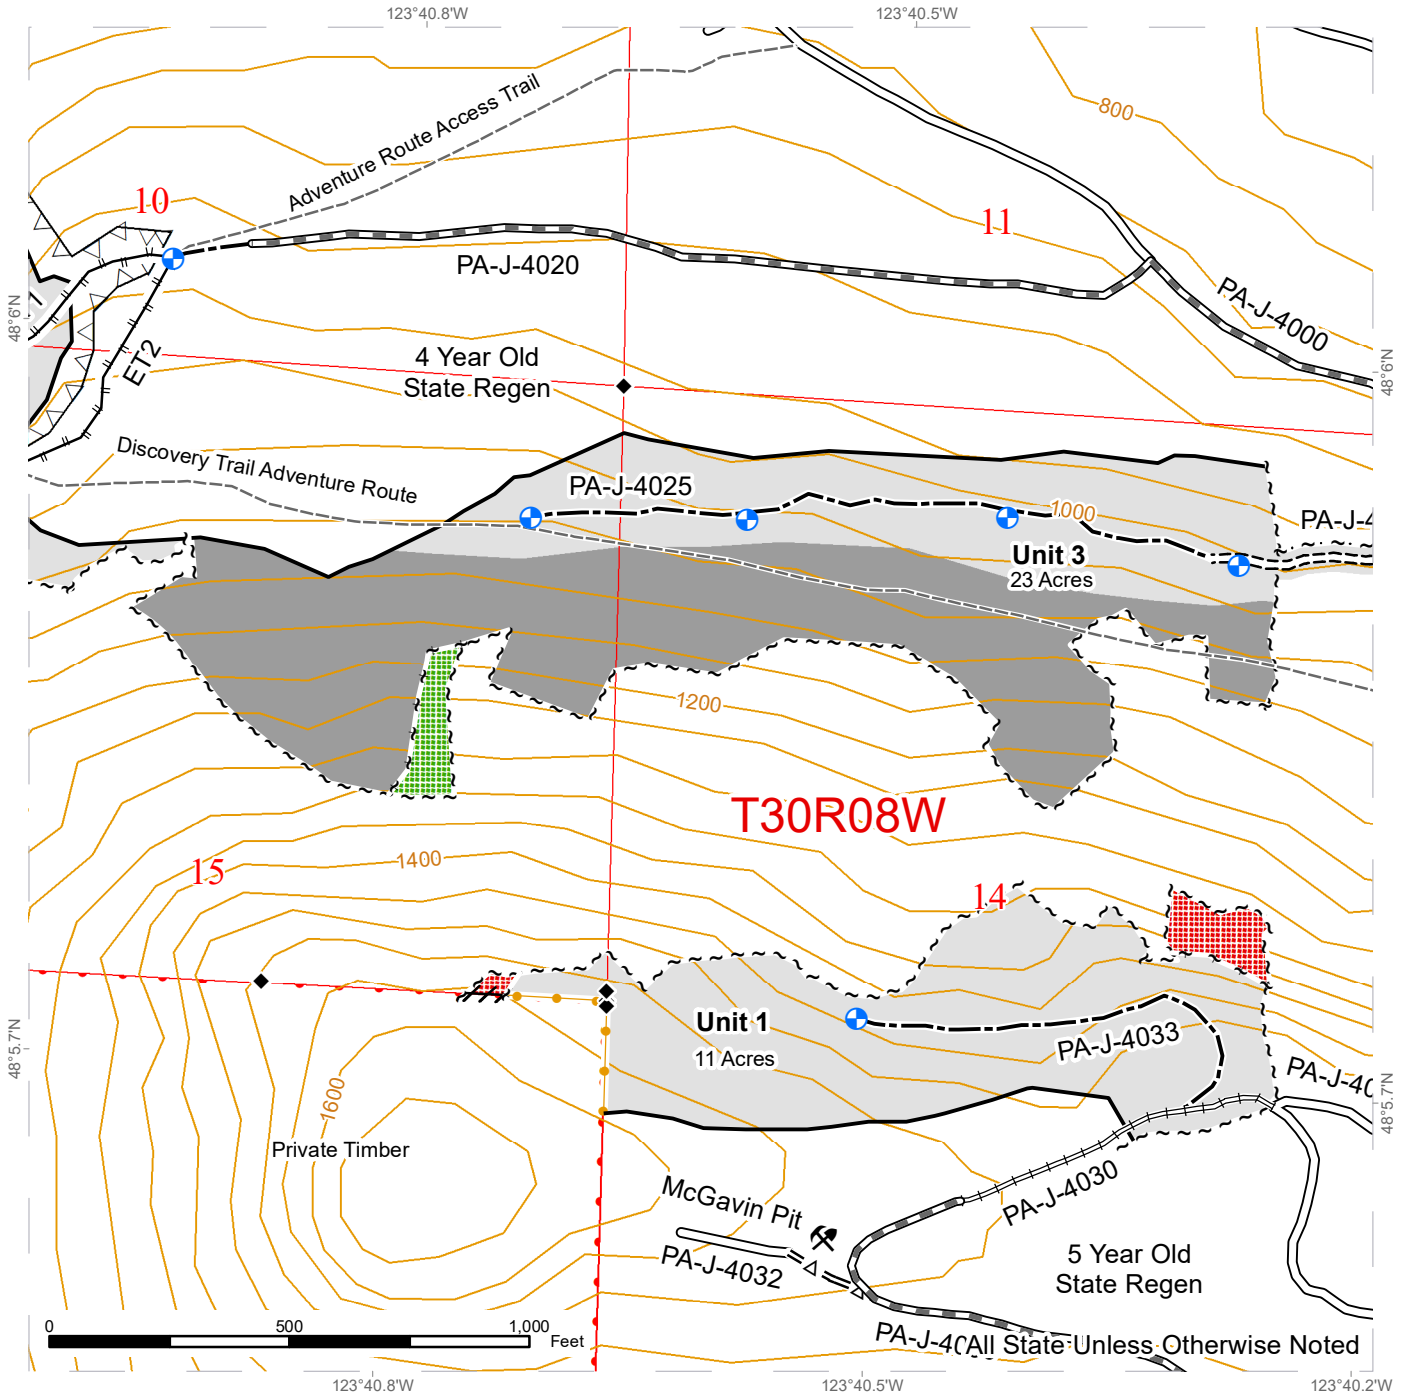 123°40.8'W
123°40.5'W
Adventure Route Access Trail
800
10
11
PA-J-4020
PA-J-4000
48°6'N
48°6'N
ET2
4 Year Old
State Regen
Discovery Trail Adventure Route
PA-J-4025
1000
PA-J-4
Unit 3
23 Acres
1200
T30R08W
1400
15
14
Unit 1
11 Acres
PA-J-4033
48°5.7'N
PA-J-40
48°5.7'N
1600
Private Timber
McGavin Pit
PA-J-4030
PA-J-4032
5 Year Old
State Regen
0
500
1,000
Feet
PA-J-40
All State Unless Otherwise Noted
123°40.8'W
123°40.5'W
123°40.2'W